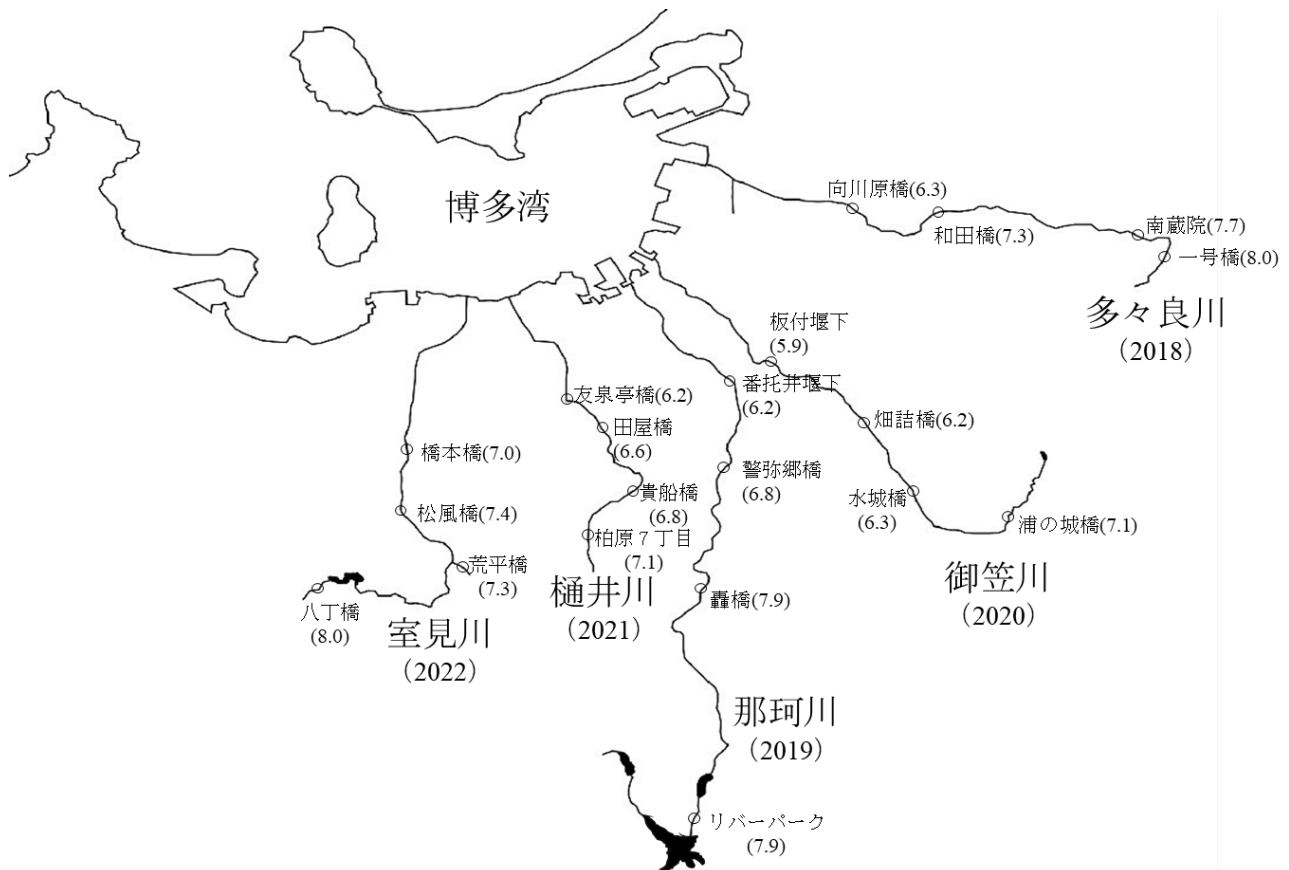 博多湾
向川原橋(6.3)
和田橋(7.3)
南蔵院(7.7)
一号橋(8.0)
多々良川
（2018）
板付堰下
(5.9)
番托井堰下
(6.2)
畑詰橋(6.2)
水城橋
(6.3)
浦の城橋(7.1)
御笠川
（2020）
友泉亭橋(6.2)
田屋橋
(6.6)
貴船橋
(6.8)
柏原７丁目
(7.1)
樋井川
（2021）
警弥郷橋
(6.8)
轟橋(7.9)
那珂川
（2019）
リバーパーク
(7.9)
橋本橋(7.0)
松風橋(7.4)
荒平橋
(7.3)
八丁橋
(8.0)
室見川
（2022）